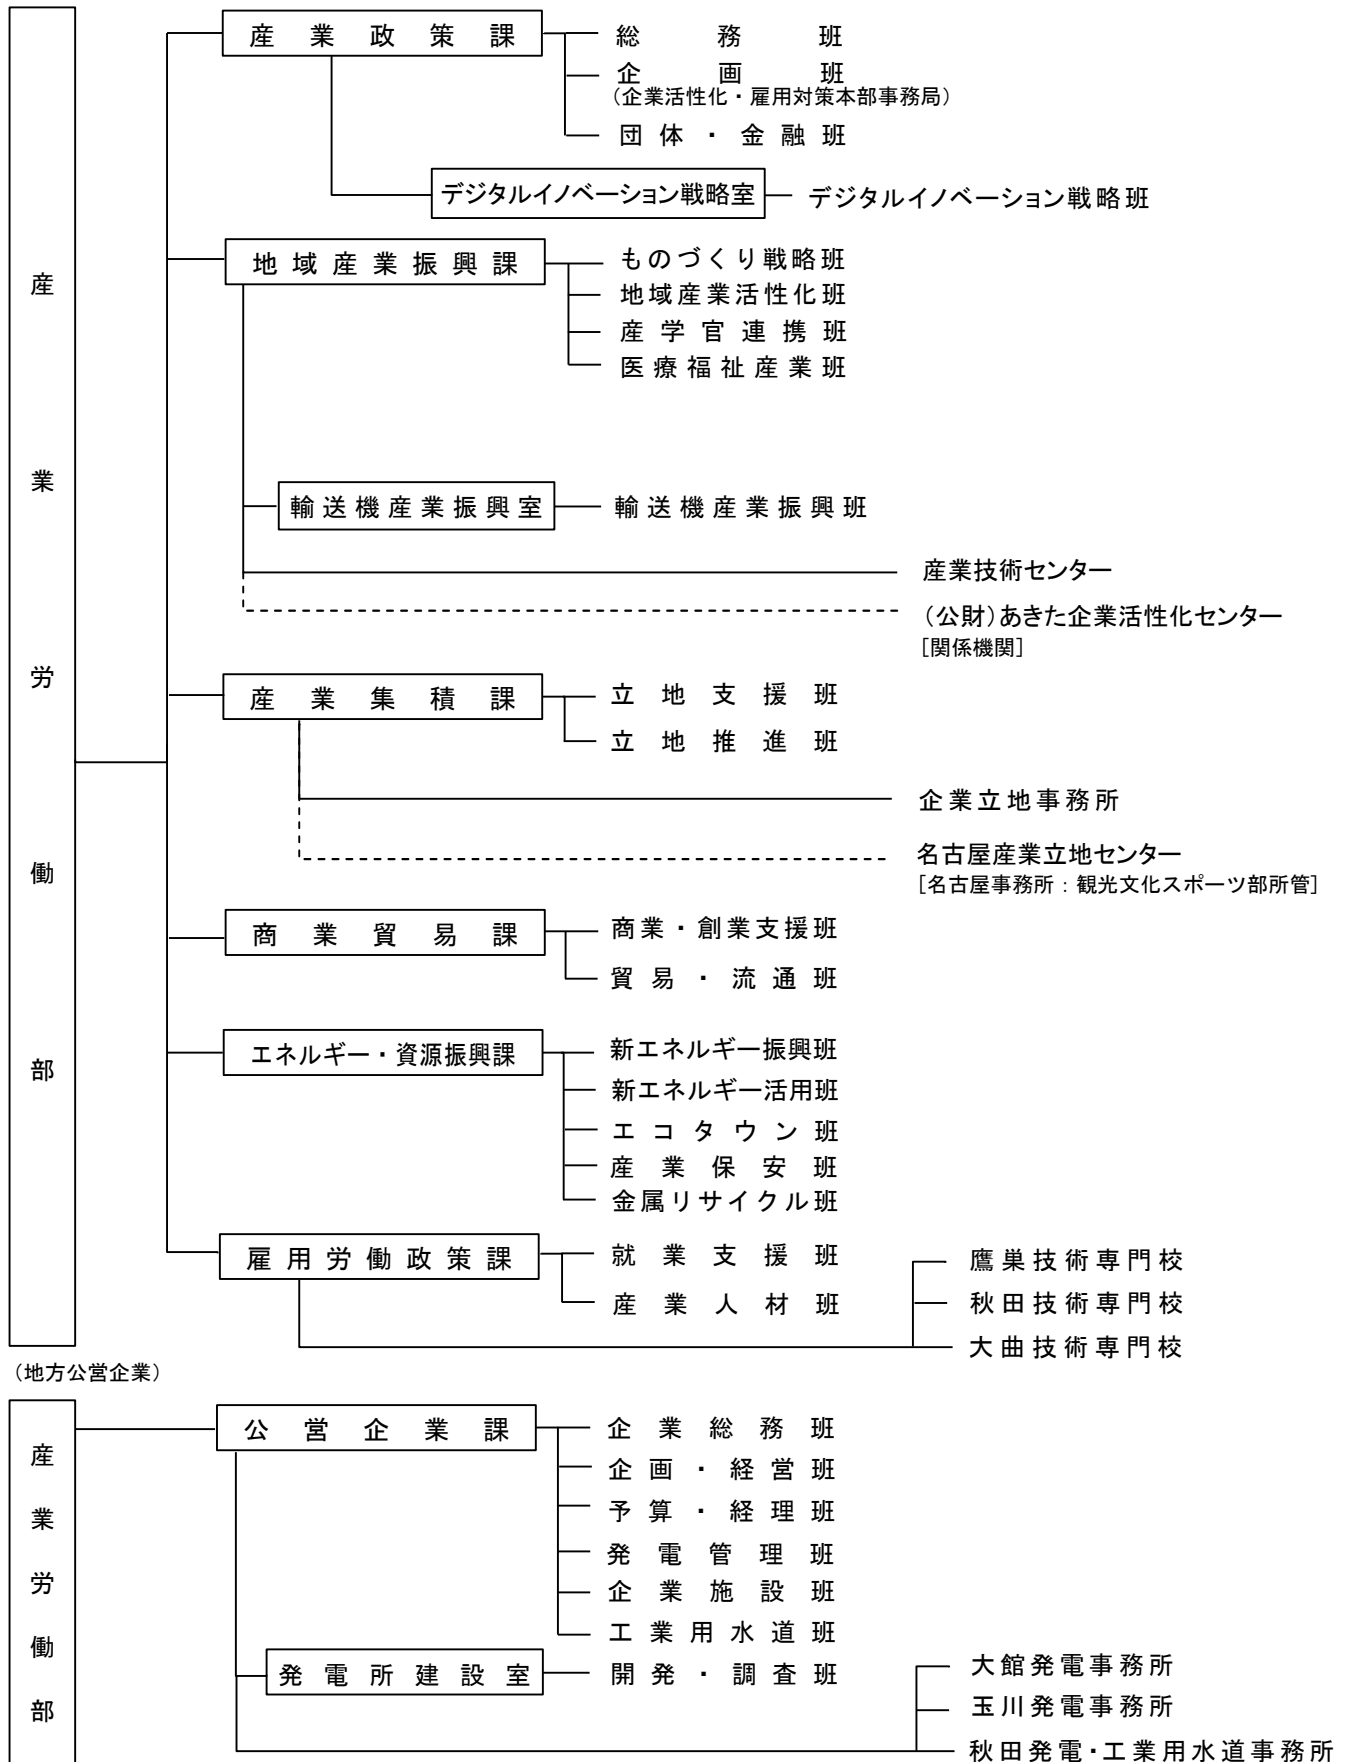 産業労働部
産業政策課
総務班
企画班
（企業活性化・雇用対策本部事務局）
団体・金融班
デジタルイノベーション戦略室
デジタルイノベーション戦略班
地域産業振興課
ものづくり戦略班
地域産業活性化班
産学官連携班
医療福祉産業班
輸送機産業振興室
輸送機産業振興班
産業技術センター
（公財）あきた企業活性化センター
［関係機関］
産業集積課
立地支援班
立地推進班
企業立地事務所
名古屋産業立地センター
［名古屋事務所：観光文化スポーツ部所管］
商業貿易課
商業・創業支援班
貿易・流通班
エネルギー・資源振興課
新エネルギー振興班
新エネルギー活用班
エコタウン班
産業保安班
金属リサイクル班
雇用労働政策課
就業支援班
産業人材班
鷹巣技術専門校
秋田技術専門校
大曲技術専門校
（地方公営企業）
産業労働部
公営企業課
企業総務班
企画・経営班
予算・経理班
発電管理班
企業施設班
工業用水道班
発電所建設室
開発・調査班
大館発電事務所
玉川発電事務所
秋田発電・工業用水道事務所